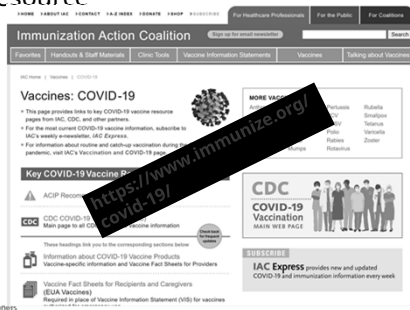 HOME
ABOUT IAC
CONTACT
A-Z INDEX
DONATE
SHOP
SUBSCRIBE
For Healthcare Professionals
For the Public
For Coalitions
Immunization Action Coalition
Sign up for email newsletter
Search
Favorites
Handouts & Staff Materials
Clinic Tools
Vaccine Information Statements
Vaccines
Talking about Vaccines
IAC Home | Vaccines | COVID-19
Vaccines: COVID-19
This page provides links to key COVID-19 vaccine resource
pages from IAC, CDC, and other partners.
For the most current COVID-19 vaccine information, subscribe to
IAC's weekly e-newsletter, IAC Express.
For information about routine and catch-up vaccination during the
pandemic, visit IAC's Vaccination and COVID-19 page
MORE
Pertussis
Rubella
Smallpox
Tetanus
Polio
Varicella
Rabies
Zoster
Rotavirus
https://www.immunize.org/
covid-19/
Key COVID-19 Vaccine
ACIP
CDC
CDC COVID-19
Main page to all
information
Check back
for frequent
updates
These headings link you to the corresponding sections below
Information about COVID-19 Vaccine Products
Vaccine-specific information and Vaccine Fact Sheets for Providers
Vaccine Fact Sheets for Recipients and Caregivers
(EUA Vaccines)
Required in place of Vaccine Information Statement (VIS) for vaccines
CDC
COVID-19
Vaccination
MAIN WEB PAGE
SUBSCRIBE
IAC Express provides new and updated
COVID-19 and immunization information every week